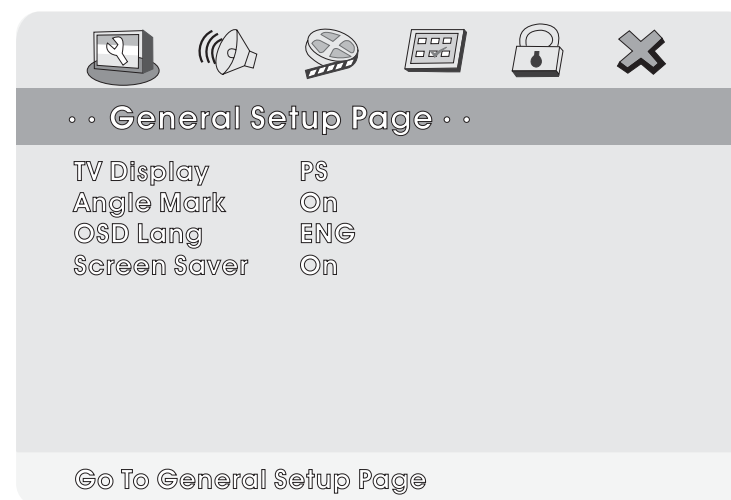 · · General Setup Page · ·
TV Display PS
Angle Mark On
OSD Lang ENG
Screen Saver On
Go To General Setup Page